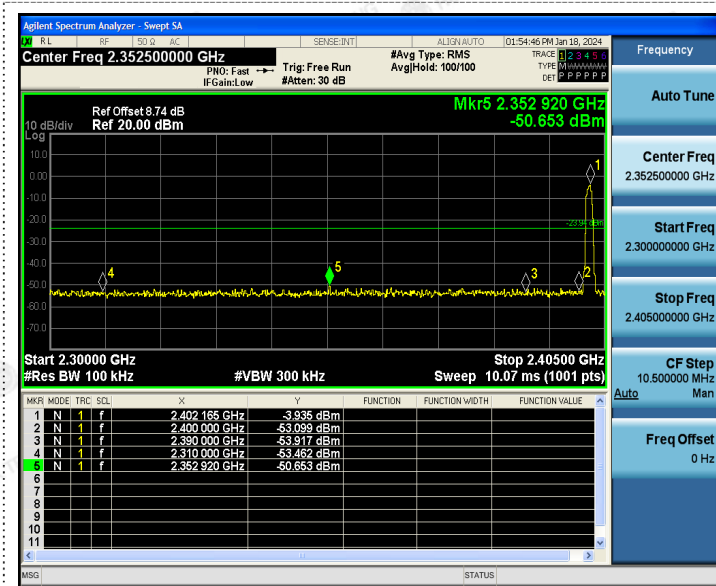 Agilent Spectrum Analyzer - Swept SA
LXI RL RF 50 Ω AC SENSE:INT ALIGN AUTO 01:54:46 PM Jan 18, 2024
Center Freq 2.352500000 GHz
PNO: Fast
IFGain:Low
Trig: Free Run
#Atten: 30 dB
#Avg Type: RMS
Avg|Hold: 100/100
TRACE 1 2 3 4 5 6
TYPE M
DET P P P P P P
Ref Offset 8.74 dB
10 dB/div Ref 20.00 dBm
Log
Mkr5 2.352 920 GHz
-50.653 dBm
10.0
0.00
-10.0
-20.0
-30.0
-40.0
-50.0
-60.0
-70.0
1
2
3
4
5
-23.94 dBm
Start 2.30000 GHz Stop 2.40500 GHz
#Res BW 100 kHz #VBW 300 kHz Sweep 10.07 ms (1001 pts)
MKR MODE TRC SCL X Y FUNCTION FUNCTION WIDTH FUNCTION VALUE
1 N 1 f 2.402 165 GHz -3.935 dBm
2 N 1 f 2.400 000 GHz -53.099 dBm
3 N 1 f 2.390 000 GHz -53.917 dBm
4 N 1 f 2.310 000 GHz -53.462 dBm
5 N 1 f 2.352 920 GHz -50.653 dBm
6
7
8
9
10
11
MSG STATUS
Frequency
Auto Tune
Center Freq
2.352500000 GHz
Start Freq
2.300000000 GHz
Stop Freq
2.405000000 GHz
CF Step
10.500000 MHz
Auto Man
Freq Offset
0 Hz